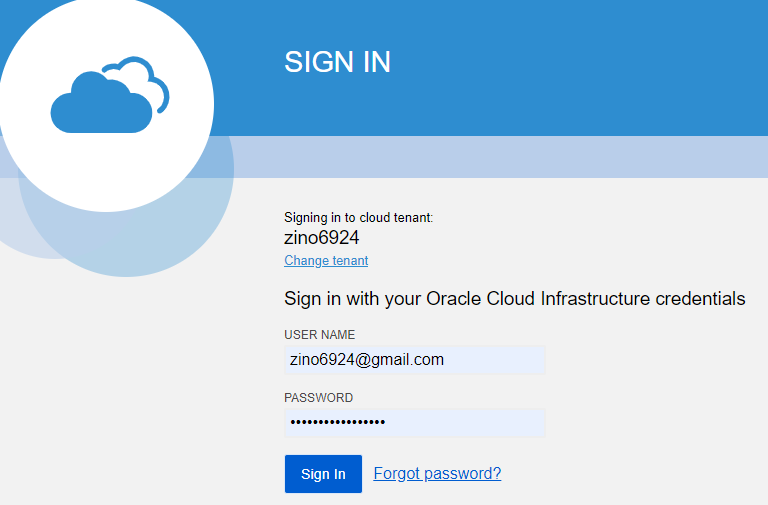 SIGN IN
Signing in to cloud tenant:
zino6924
Change tenant
Sign in with your Oracle Cloud Infrastructure credentials
USER NAME
zino6924@gmail.com
PASSWORD
•••••••••••••••••
Sign In Forgot password?